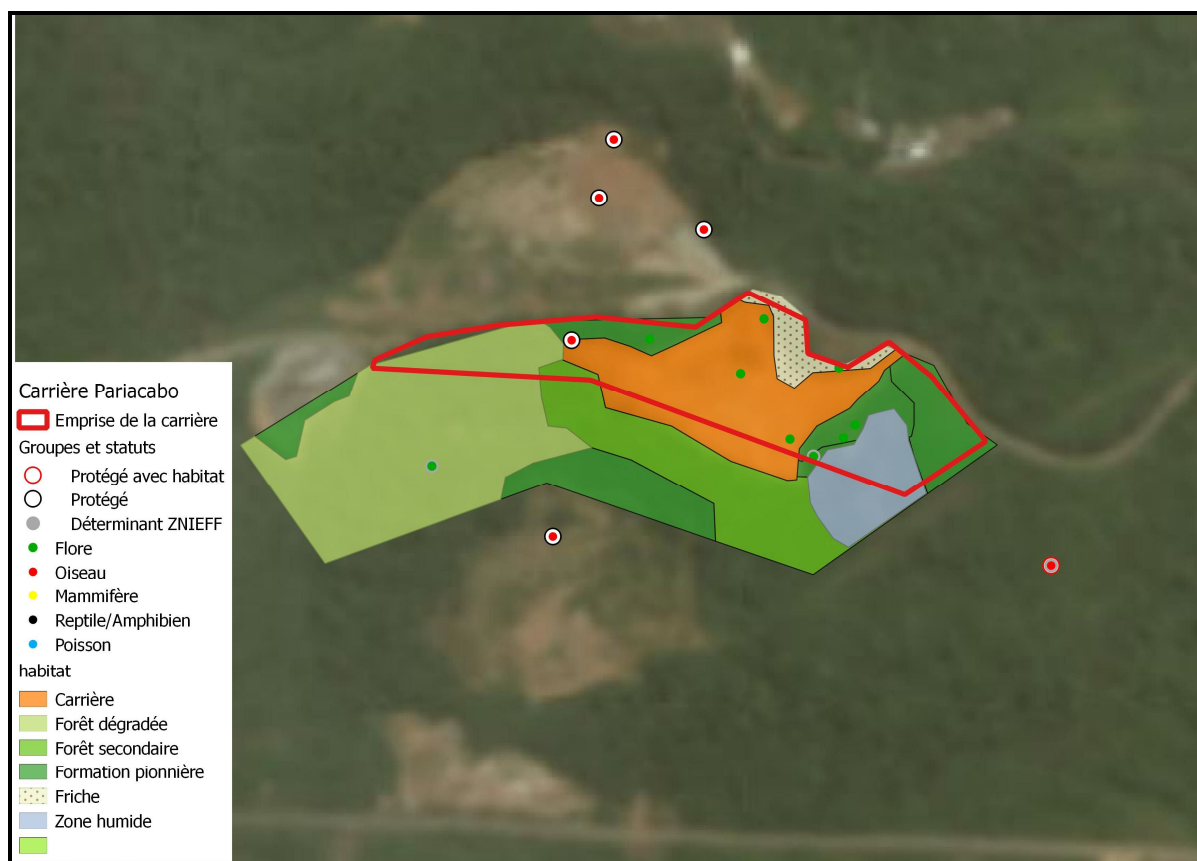 Carrière Pariacabo
Emprise de la carrière
Groupes et statuts
Protégé avec habitat
Protégé
Déterminant ZNIEFF
Flore
Oiseau
Mammifère
Reptile/Amphibien
Poisson
habitat
Carrière
Forêt dégradée
Forêt secondaire
Formation pionnière
Friche
Zone humide